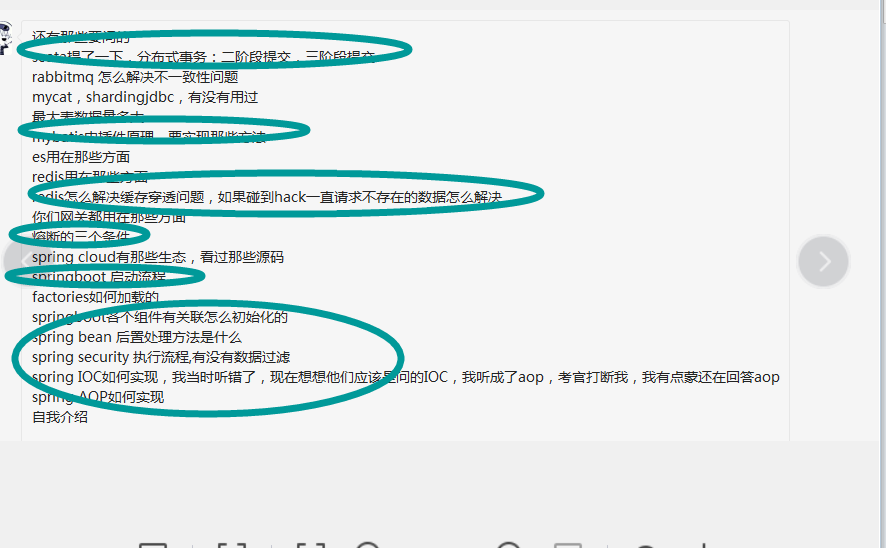 还有那些要问的
seata提了一下，分布式事务：二阶段提交，三阶段提交
rabbitmq 怎么解决不一致性问题
mycat，shardingjdbc，有没有用过
最大表数据量多大
mybatis中插件原理，要实现那些方法
es用在那些方面
redis用在那些方面
redis怎么解决缓存穿透问题，如果碰到hack一直请求不存在的数据怎么解决
你们网关都用在那些方面
熔断的三个条件
spring cloud有那些生态，看过那些源码
springboot 启动流程
factories如何加载的
springboot各个组件有关联怎么初始化的
spring bean 后置处理方法是什么
spring security 执行流程,有没有数据过滤
spring IOC如何实现，我当时听错了，现在想想他们应该是问的IOC，我听成了aop，考官打断我，我有点蒙还在回答aop
spring AOP如何实现
自我介绍